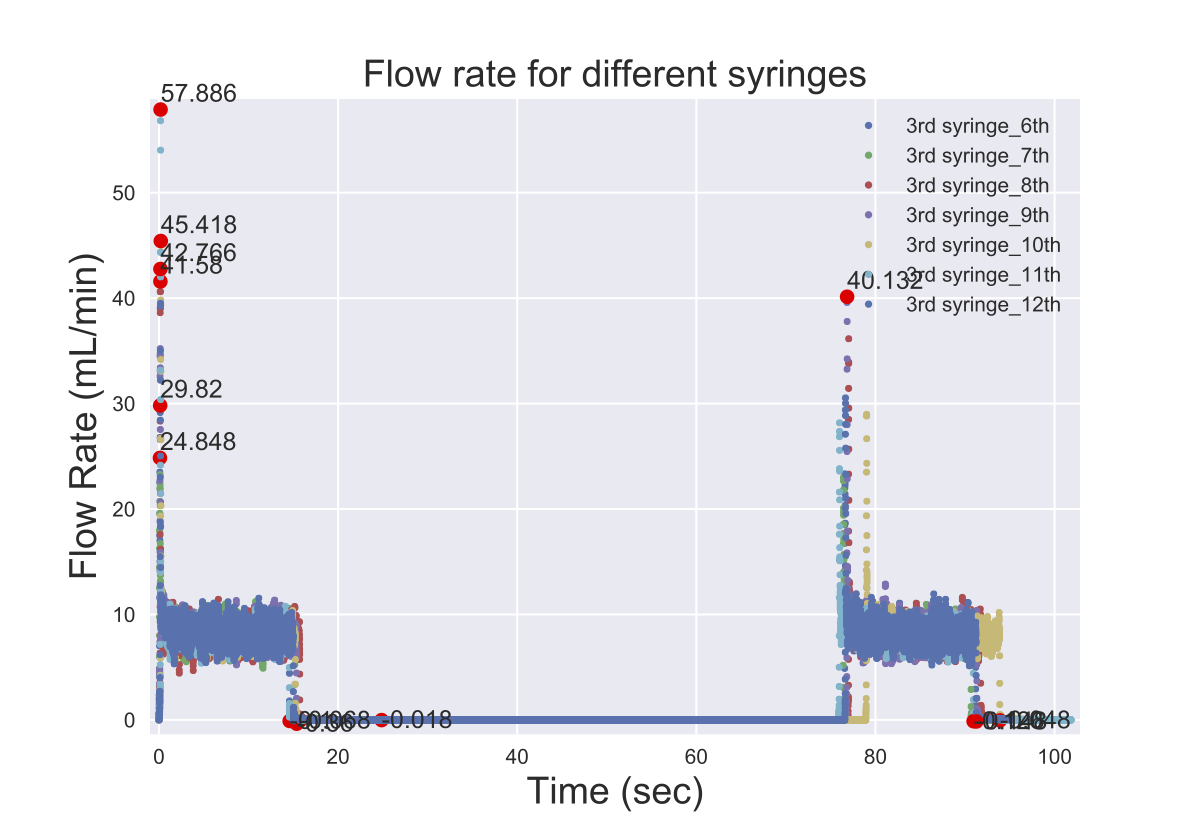 Flow rate for different syringes
57.886
45.418
42.766
41.58
29.82
24.848
40.132
3rd syringe_6th
3rd syringe_7th
3rd syringe_8th
3rd syringe_9th
3rd syringe_10th
3rd syringe_11th
3rd syringe_12th
Flow Rate (mL/min)
50
40
30
20
10
0
-0.018
0 20 40 60 80 100
Time (sec)